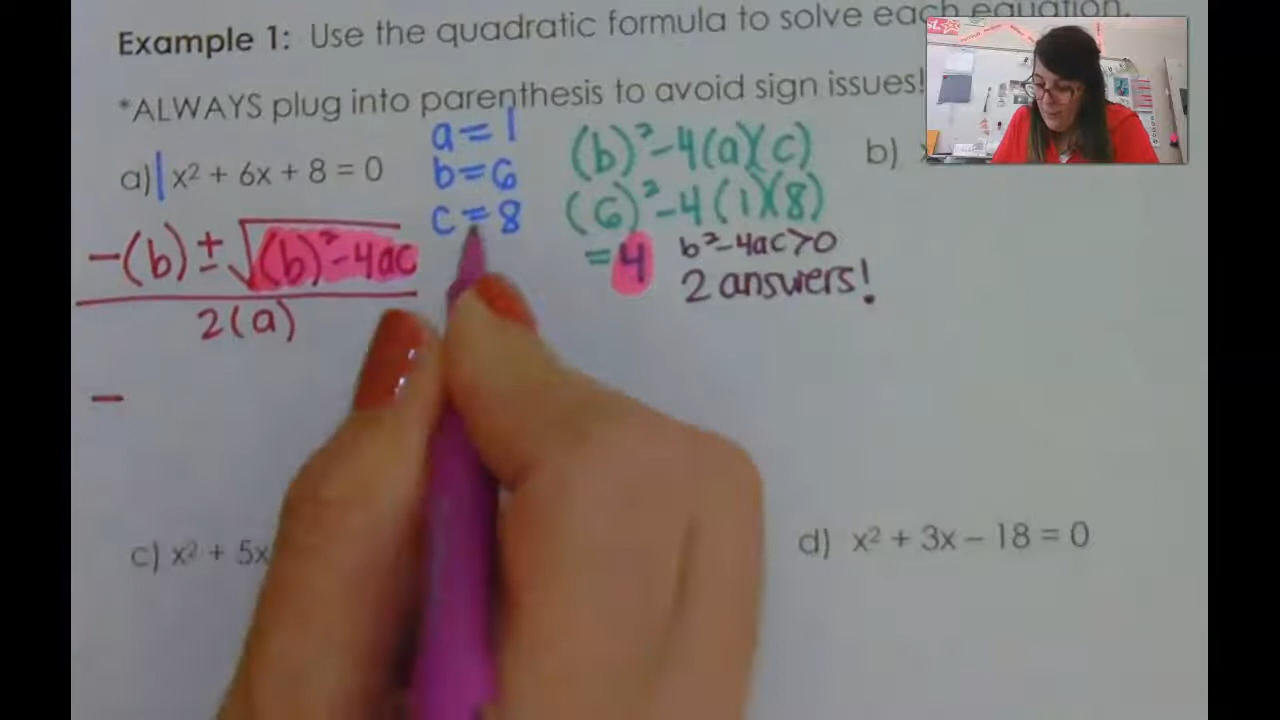 Example 1: Use the quadratic formula to solve each equation.
*ALWAYS plug into parenthesis to avoid sign issues!
a) 1x² + 6x + 8 = 0
a = 1
b = 6
c = 8
(b)² - 4(a)(c)
(6)² - 4(1)(8)
= 4
b² - 4ac > 0
2 answers!
b)
-(b) ± √(b)² - 4ac
2(a)
-
c) x² + 5x
d) x² + 3x – 18 = 0